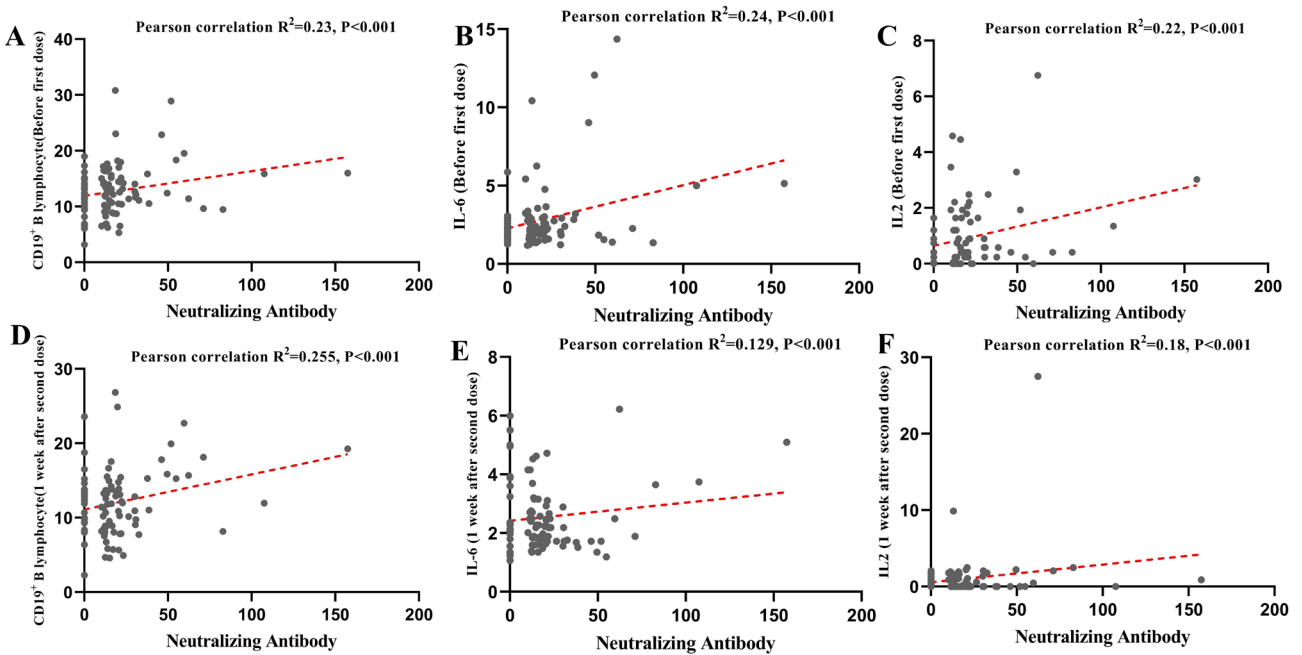 A
Pearson correlation R²=0.23, P<0.001
CD19⁺ B lymphocyte(Before first dose)
40
30
20
10
0
0
50
100
150
200
Neutralizing Antibody
B
Pearson correlation R²=0.24, P<0.001
IL-6 (Before first dose)
15
10
5
0
0
50
100
150
200
Neutralizing Antibody
C
Pearson correlation R²=0.22, P<0.001
IL2 (Before first dose)
8
6
4
2
0
0
50
100
150
200
Neutralizing Antibody
D
Pearson correlation R²=0.255, P<0.001
CD19⁺ B lymphocyte(1 week after second dose)
30
20
10
0
0
50
100
150
200
Neutralizing Antibody
E
Pearson correlation R²=0.129, P<0.001
IL-6 (1 week after second dose)
8
6
4
2
0
0
50
100
150
200
Neutralizing Antibody
F
Pearson correlation R²=0.18, P<0.001
IL2 (1 week after second dose)
30
20
10
0
0
50
100
150
200
Neutralizing Antibody